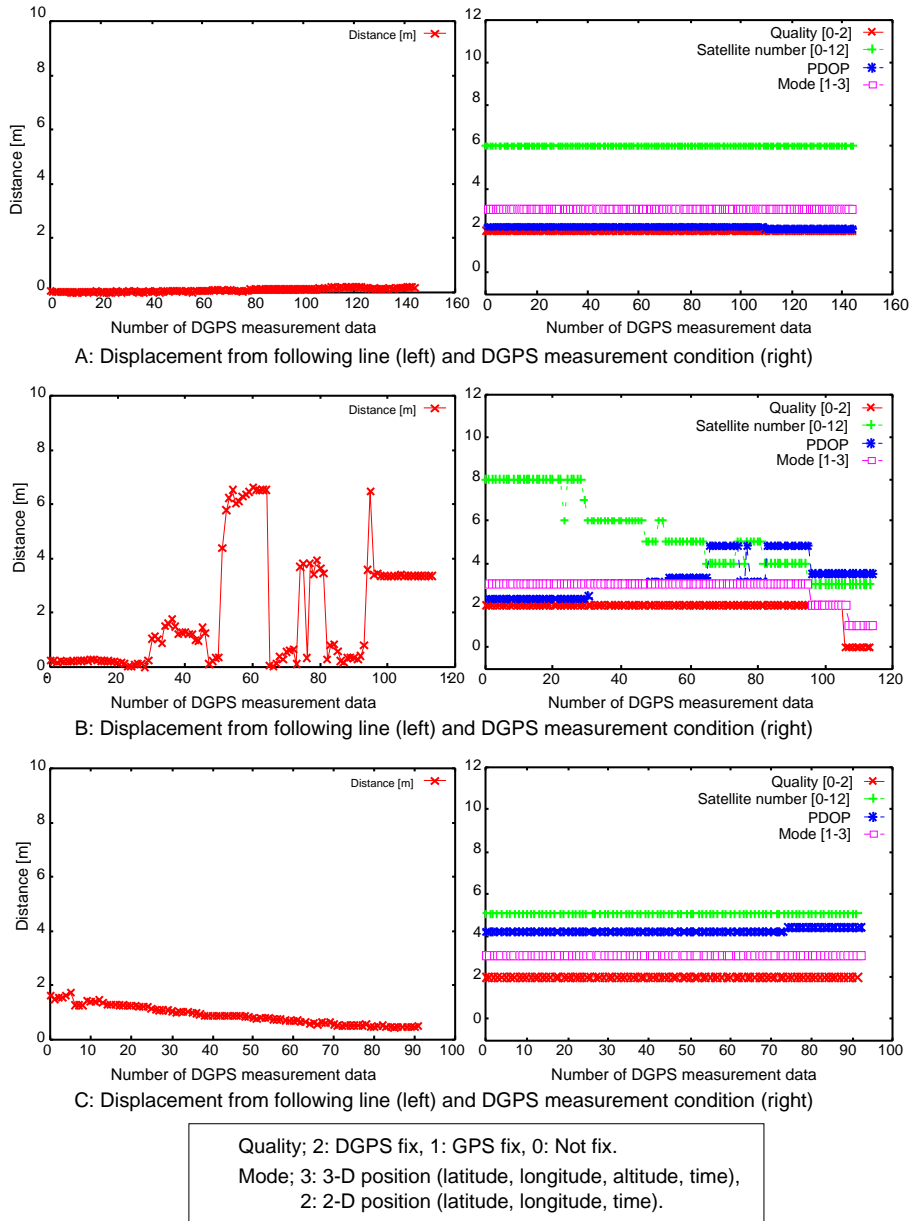 Distance [m]
10
8
6
4
2
0
Distance [m]
0 20 40 60 80 100 120 140 160
Number of DGPS measurement data
Quality [0-2]
Satellite number [0-12]
PDOP
Mode [1-3]
12
10
8
6
4
2
0
0 20 40 60 80 100 120 140 160
Number of DGPS measurement data
A: Displacement from following line (left) and DGPS measurement condition (right)
Distance [m]
10
8
6
4
2
0
Distance [m]
0 20 40 60 80 100 120
Number of DGPS measurement data
Quality [0-2]
Satellite number [0-12]
PDOP
Mode [1-3]
12
10
8
6
4
2
0
0 20 40 60 80 100 120
Number of DGPS measurement data
B: Displacement from following line (left) and DGPS measurement condition (right)
Distance [m]
10
8
6
4
2
0
Distance [m]
0 10 20 30 40 50 60 70 80 90 100
Number of DGPS measurement data
Quality [0-2]
Satellite number [0-12]
PDOP
Mode [1-3]
12
10
8
6
4
2
0
0 10 20 30 40 50 60 70 80 90 100
Number of DGPS measurement data
C: Displacement from following line (left) and DGPS measurement condition (right)
Quality; 2: DGPS fix, 1: GPS fix, 0: Not fix.
Mode; 3: 3-D position (latitude, longitude, altitude, time),
2: 2-D position (latitude, longitude, time).